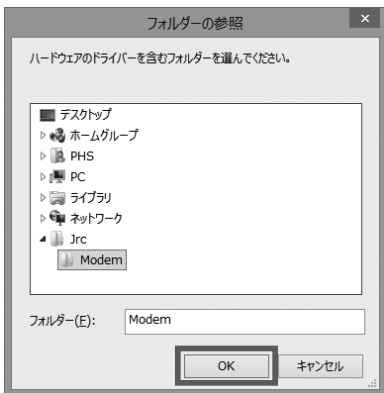 フォルダーの参照
×
ハードウェアのドライバーを含むフォルダーを選んでください。
デスクトップ
ホームグループ
PHS
PC
ライブラリ
ネットワーク
Jrc
Modem
フォルダー(F): Modem
OK キャンセル